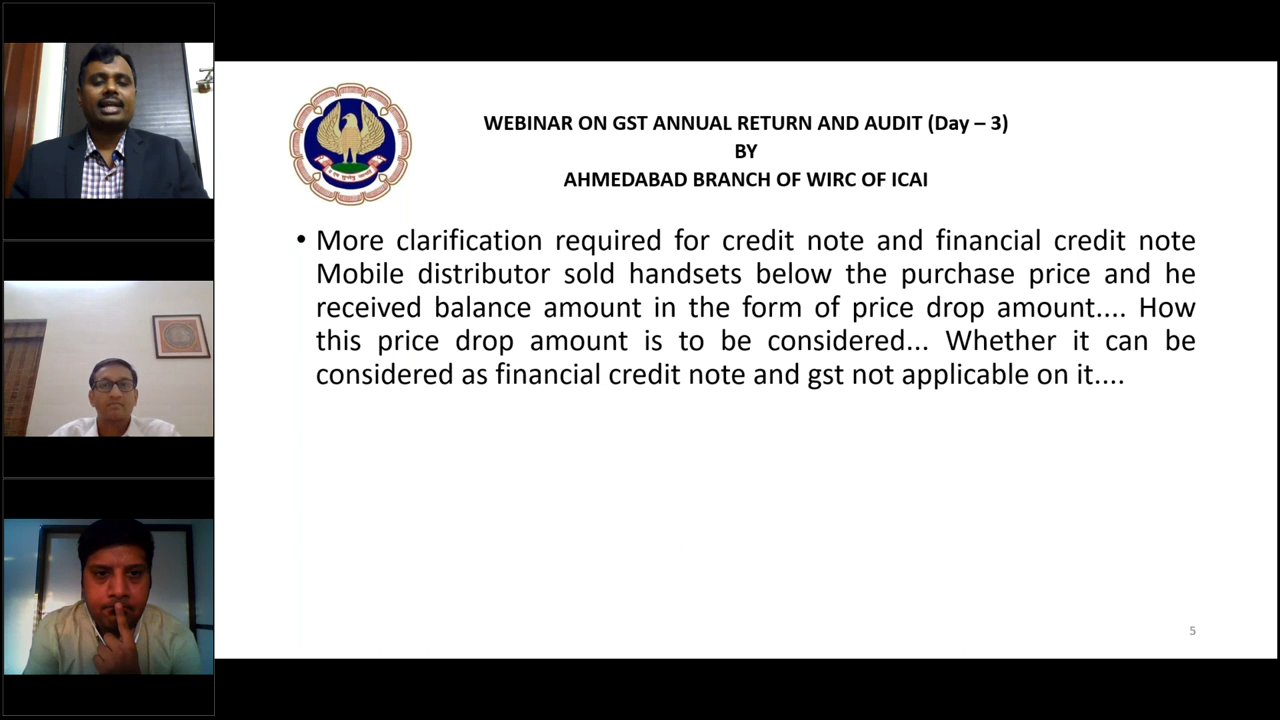 WEBINAR ON GST ANNUAL RETURN AND AUDIT (Day – 3)
BY
AHMEDABAD BRANCH OF WIRC OF ICAI
• More clarification required for credit note and financial credit note
Mobile distributor sold handsets below the purchase price and he
received balance amount in the form of price drop amount.... How
this price drop amount is to be considered... Whether it can be
considered as financial credit note and gst not applicable on it....
5